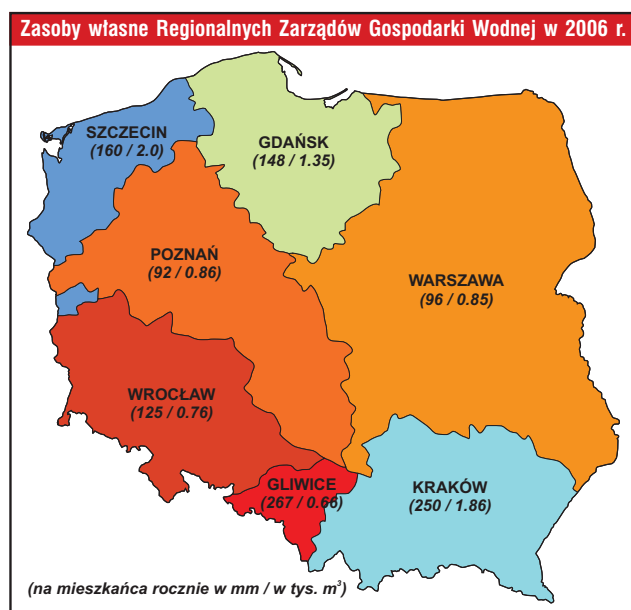 Zasoby własne Regionalnych Zarządów Gospodarki Wodnej w 2006 r.
SZCZECIN
(160 / 2.0)
GDAŃSK
(148 / 1.35)
POZNAŃ
(92 / 0.86)
WARSZAWA
(96 / 0.85)
WROCŁAW
(125 / 0.76)
GLIWICE
(267 / 0.66)
KRAKÓW
(250 / 1.86)
(na mieszkańca rocznie w mm / w tys. m³)